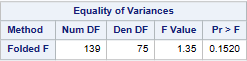 Equality of Variances
Method Num DF Den DF F Value Pr > F
Folded F 139 75 1.35 0.1520